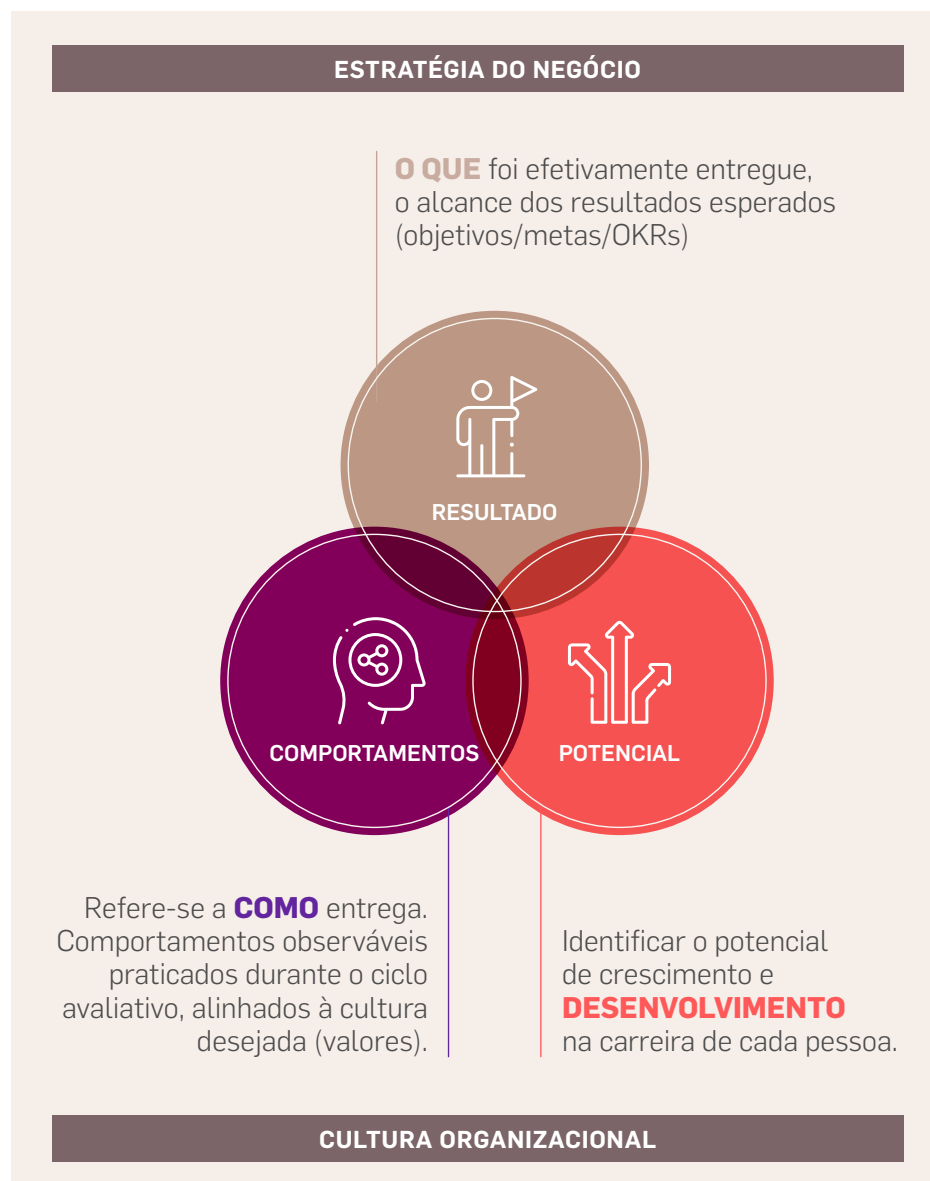 ESTRATÉGIA DO NEGÓCIO
O QUE foi efetivamente entregue,
o alcance dos resultados esperados
(objetivos/metas/OKRs)
RESULTADO
COMPORTAMENTOS
POTENCIAL
Refere-se a COMO entrega.
Comportamentos observáveis
praticados durante o ciclo
avaliativo, alinhados à cultura
desejada (valores).
Identificar o potencial
de crescimento e
DESENVOLVIMENTO
na carreira de cada pessoa.
CULTURA ORGANIZACIONAL